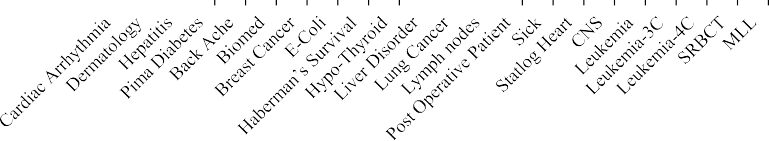 Cardiac Arrhythmia
Dermatology
Hepatitis
Pima Diabetes
Back Ache
Biomed
Breast Cancer
E-Coli
Haberman's Survival
Hypo-Thyroid
Liver Disorder
Lung Cancer
Lymph nodes
Post Operative Patient
Sick
Statlog Heart
CNS
Leukemia
Leukemia-3C
Leukemia-4C
SRBCT
MLL